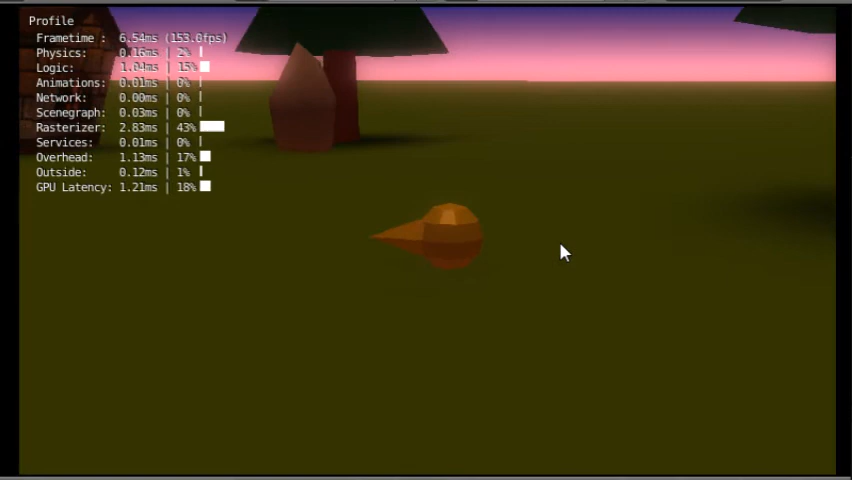 Profile
Frametime : 6.54ms (153.0fps)
Physics: 0.16ms | 2%
Logic: 1.04ms | 15%
Animations: 0.01ms | 0%
Network: 0.00ms | 0%
Scenegraph: 0.03ms | 0%
Rasterizer: 2.83ms | 43%
Services: 0.01ms | 0%
Overhead: 1.13ms | 17%
Outside: 0.12ms | 1%
GPU Latency: 1.21ms | 18%